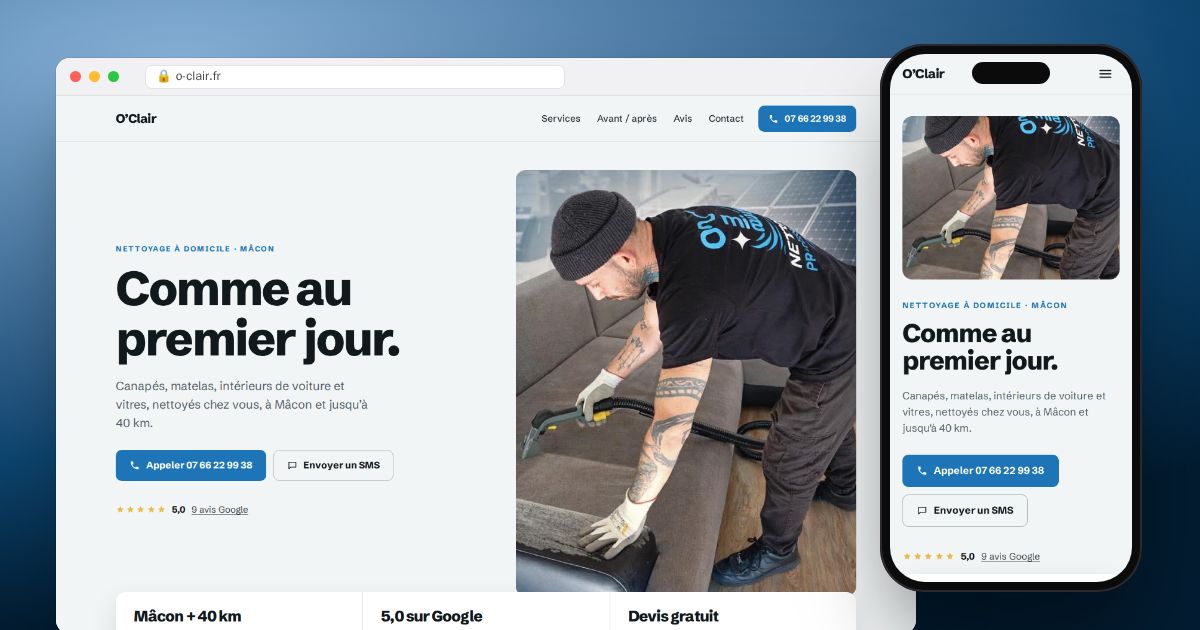 o-clair.fr
O'Clair
Services
Avant / après
Avis
Contact
07 66 22 99 38
NETTOYAGE À DOMICILE · MÂCON
Comme au
premier jour.
Canapés, matelas, intérieurs de voiture et
vitres, nettoyés chez vous, à Mâcon et jusqu'à
40 km.
Appeler 07 66 22 99 38
Envoyer un SMS
5,0 9 avis Google
Mâcon + 40 km
5,0 sur Google
Devis gratuit
O'Clair
NETTOYAGE À DOMICILE · MÂCON
Comme au
premier jour.
Canapés, matelas, intérieurs de voiture et
vitres, nettoyés chez vous, à Mâcon et
jusqu'à 40 km.
Appeler 07 66 22 99 38
Envoyer un SMS
5,0 9 avis Google